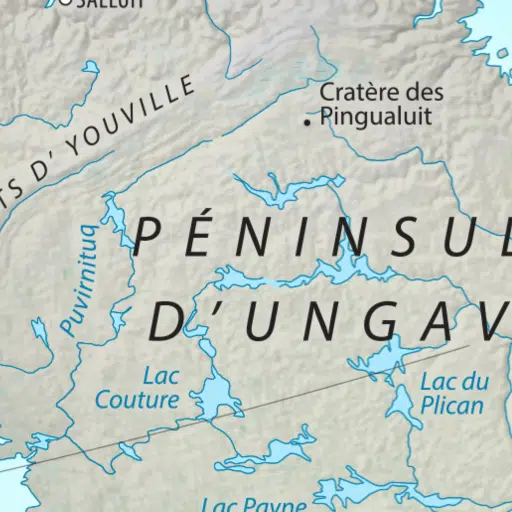 SALLUIT
TS D' YOUVILLE
Cratère des
Pingualuit
Puvirnituq
PÉNINSUL
D'UNGAV
Lac
Couture
Lac du
Plican
Lac Payne